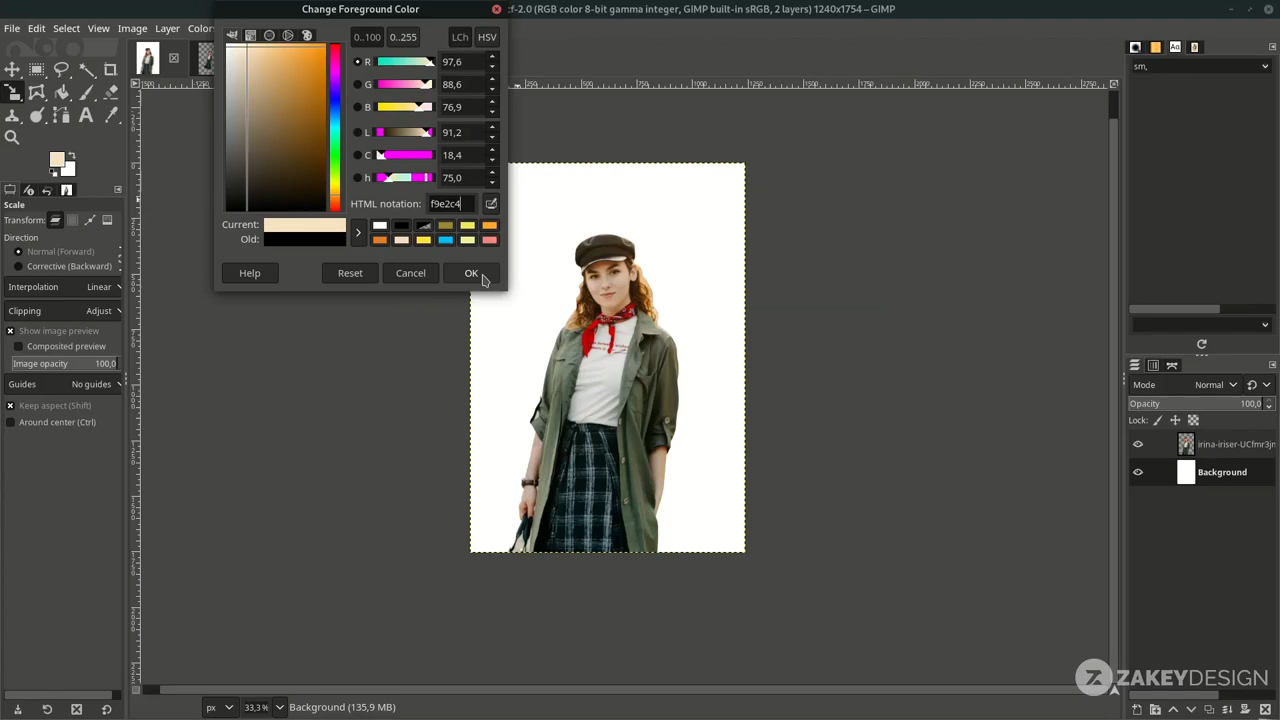 Change Foreground Color
cf-2.0 (RGB color 8-bit gamma integer, GIMP built-in sRGB, 2 layers) 1240x1754 – GIMP
File Edit Select View Image Layer Colors
0..100 0..255 LCh HSV
R 97,6
G 88,6
B 76,9
L 91,2
C 18,4
h 75,0
HTML notation: f9e2c4
Current:
Old:
Help Reset Cancel OK
Scale
Transform:
Direction
Normal (Forward)
Corrective (Backward)
Interpolation Linear
Clipping Adjust
Show image preview
Composited preview
Image opacity 100,0
Guides No guides
Keep aspect (Shift)
Around center (Ctrl)
sm,
Mode Normal
Opacity 100,0
Lock:
irina-iriser-UCfmr3jn
Background
px 33,3 % Background (135,9 MB)
ZAKEYDESIGN